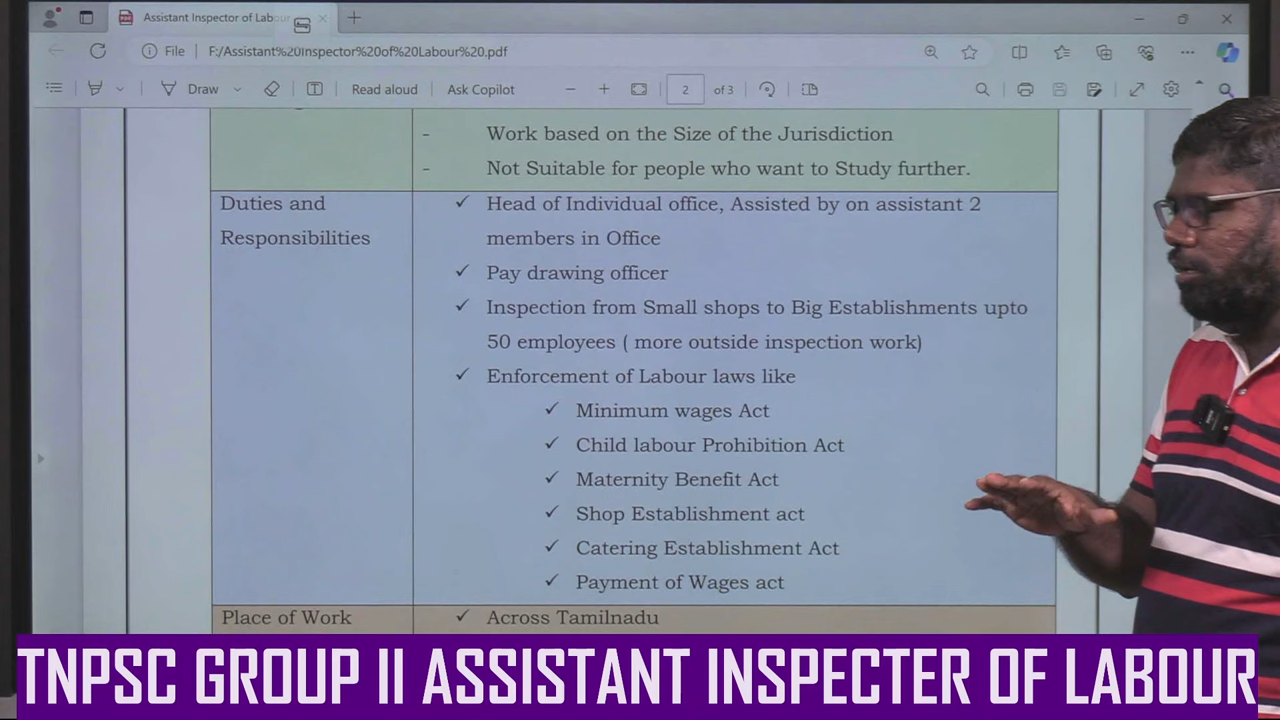 Assistant Inspector of Labour
File F:/Assistant%20Inspector%20of%20Labour%20.pdf
Draw Read aloud Ask Copilot 2 of 3
- Work based on the Size of the Jurisdiction
- Not Suitable for people who want to Study further.
Duties and
Responsibilities
✓ Head of Individual office, Assisted by on assistant 2
members in Office
✓ Pay drawing officer
✓ Inspection from Small shops to Big Establishments upto
50 employees ( more outside inspection work)
✓ Enforcement of Labour laws like
✓ Minimum wages Act
✓ Child labour Prohibition Act
✓ Maternity Benefit Act
✓ Shop Establishment act
✓ Catering Establishment Act
✓ Payment of Wages act
Place of Work
✓ Across Tamilnadu
TNPSC GROUP II ASSISTANT INSPECTER OF LABOUR